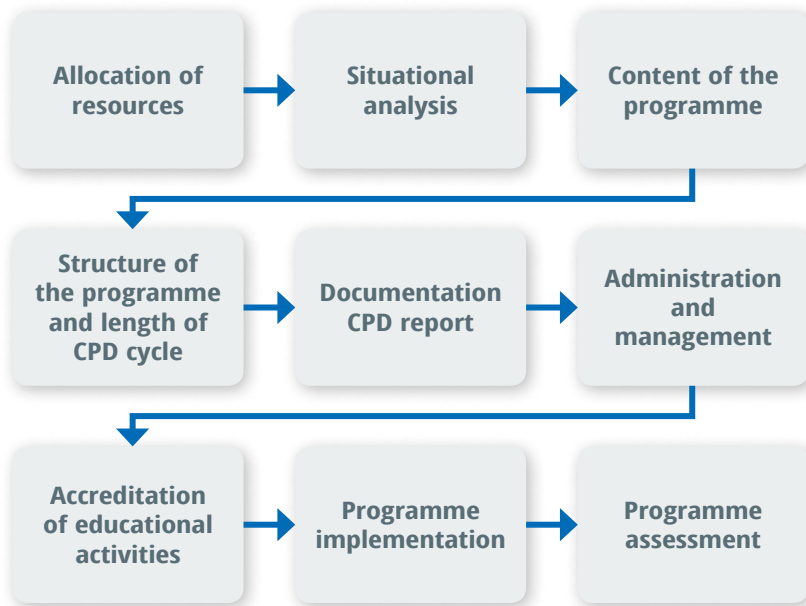 Allocation of
resources
Situational
analysis
Content of the
programme
Structure of
the programme
and length of
CPD cycle
Documentation
CPD report
Administration
and
management
Accreditation
of educational
activities
Programme
implementation
Programme
assessment